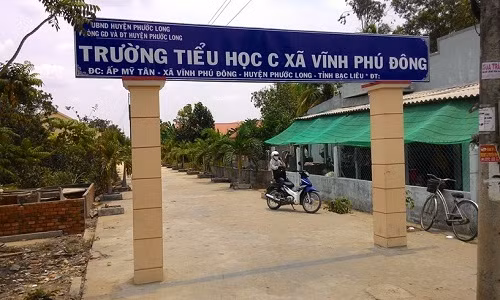 UBND HUYỆN PHƯỚC LONG
PHÒNG GD VÀ ĐT HUYỆN PHƯỚC LONG
TRƯỜNG TIỂU HỌC C XÃ VĨNH PHÚ ĐÔNG
ĐC: ẤP MỸ TÂN - XÃ VĨNH PHÚ ĐÔNG - HUYỆN PHƯỚC LONG - TỈNH BẠC LIÊU * ĐT: